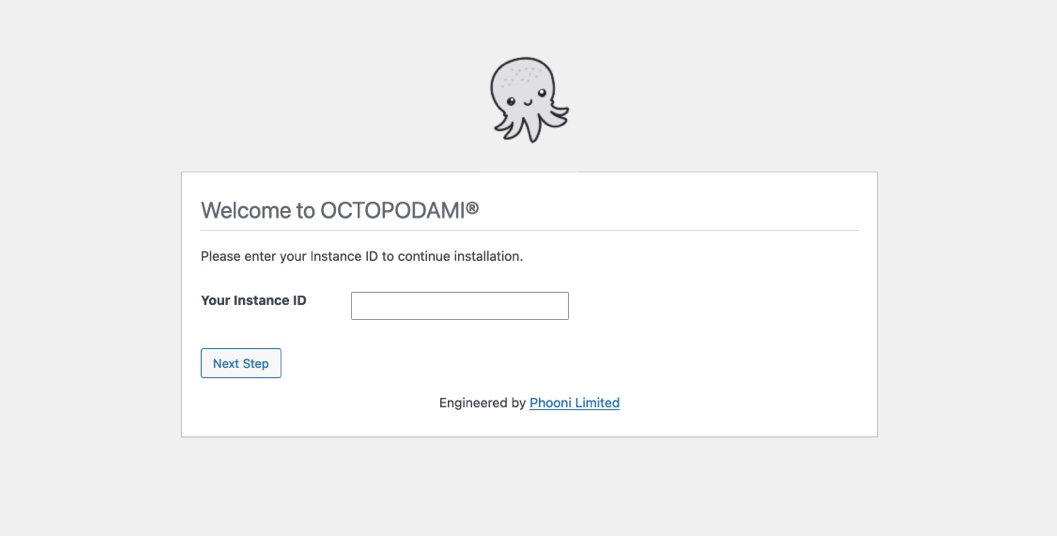 Welcome to OCTOPODAMI®
Please enter your Instance ID to continue installation.
Your Instance ID
Next Step
Engineered by Phooni Limited